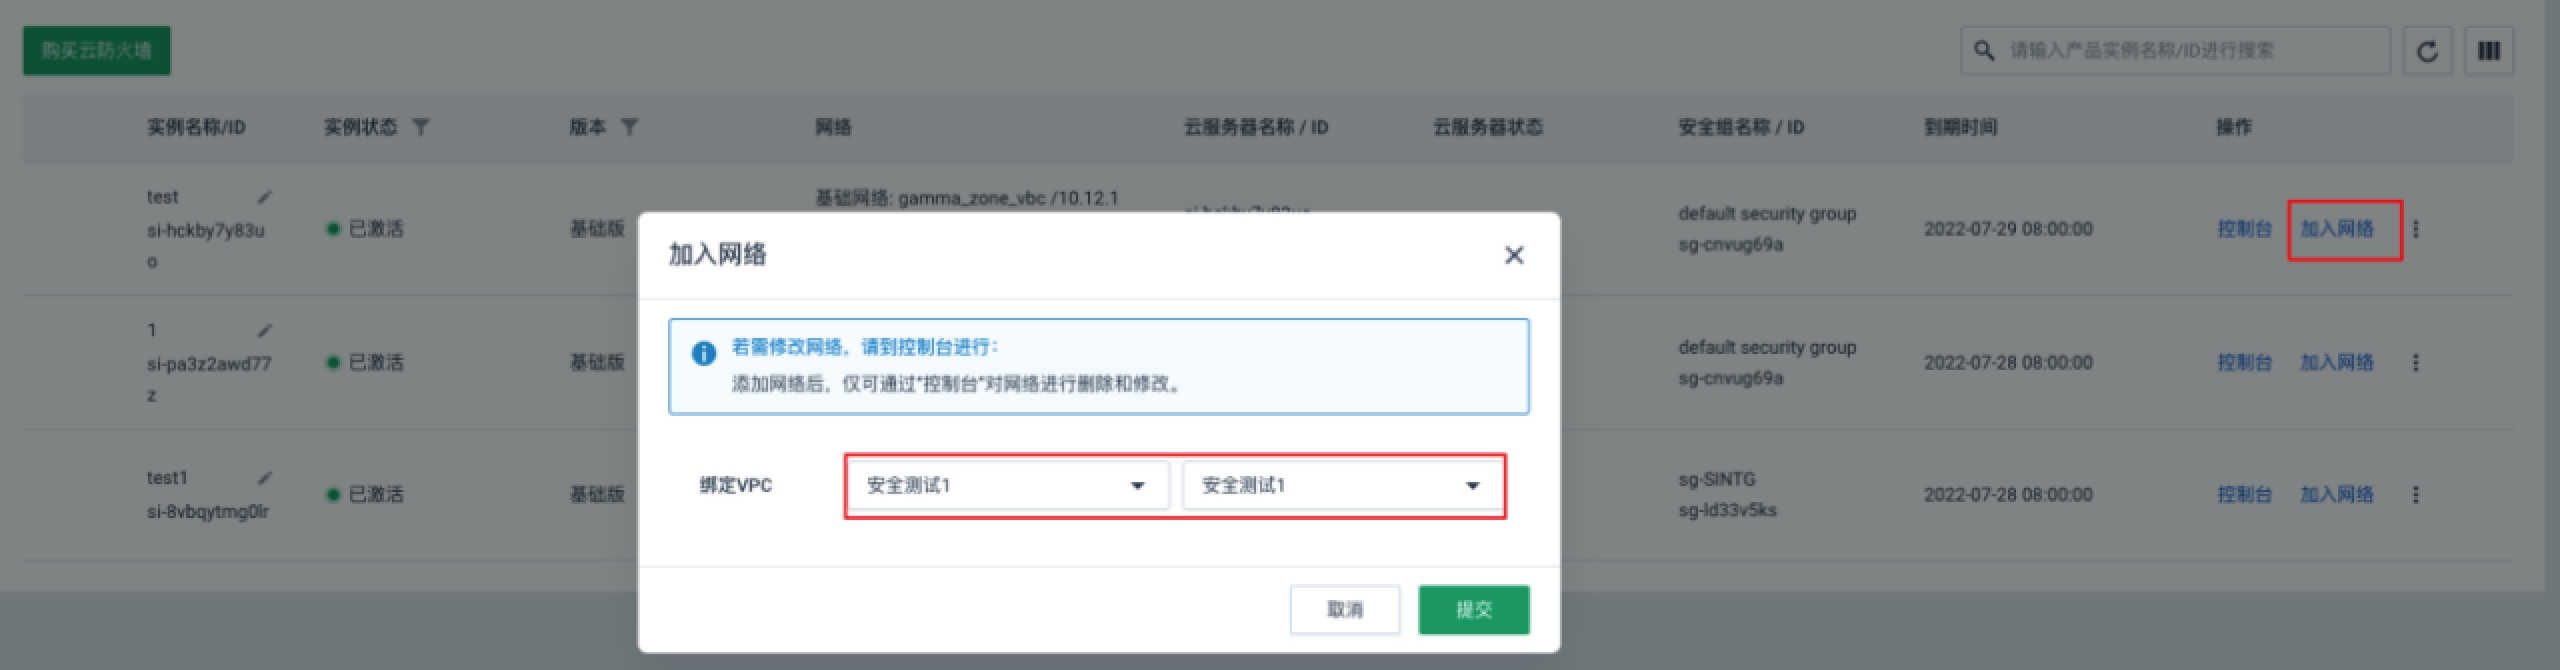 购买云防火墙
请输入产品实例名称/ID进行搜索
实例名称/ID 实例状态 版本 网络 云服务器名称 / ID 云服务器状态 安全组名称 / ID 到期时间 操作
test
si-hckby7y83u
o
已激活
基础版
基础网络: gamma_zone_vbc /10.12.1
si-hckby7y83uo
default security group
sg-cnvug69a
2022-07-29 08:00:00
控制台 加入网络
1
si-pa3z2awd77
z
已激活
基础版
default security group
sg-cnvug69a
2022-07-28 08:00:00
控制台 加入网络
test1
si-8vbqytmg0lr
已激活
基础版
sg-SINTG
sg-ld33v5ks
2022-07-28 08:00:00
控制台 加入网络
加入网络
若需修改网络，请到控制台进行：
添加网络后，仅可通过“控制台”对网络进行删除和修改。
绑定VPC 安全测试1 安全测试1
取消 提交